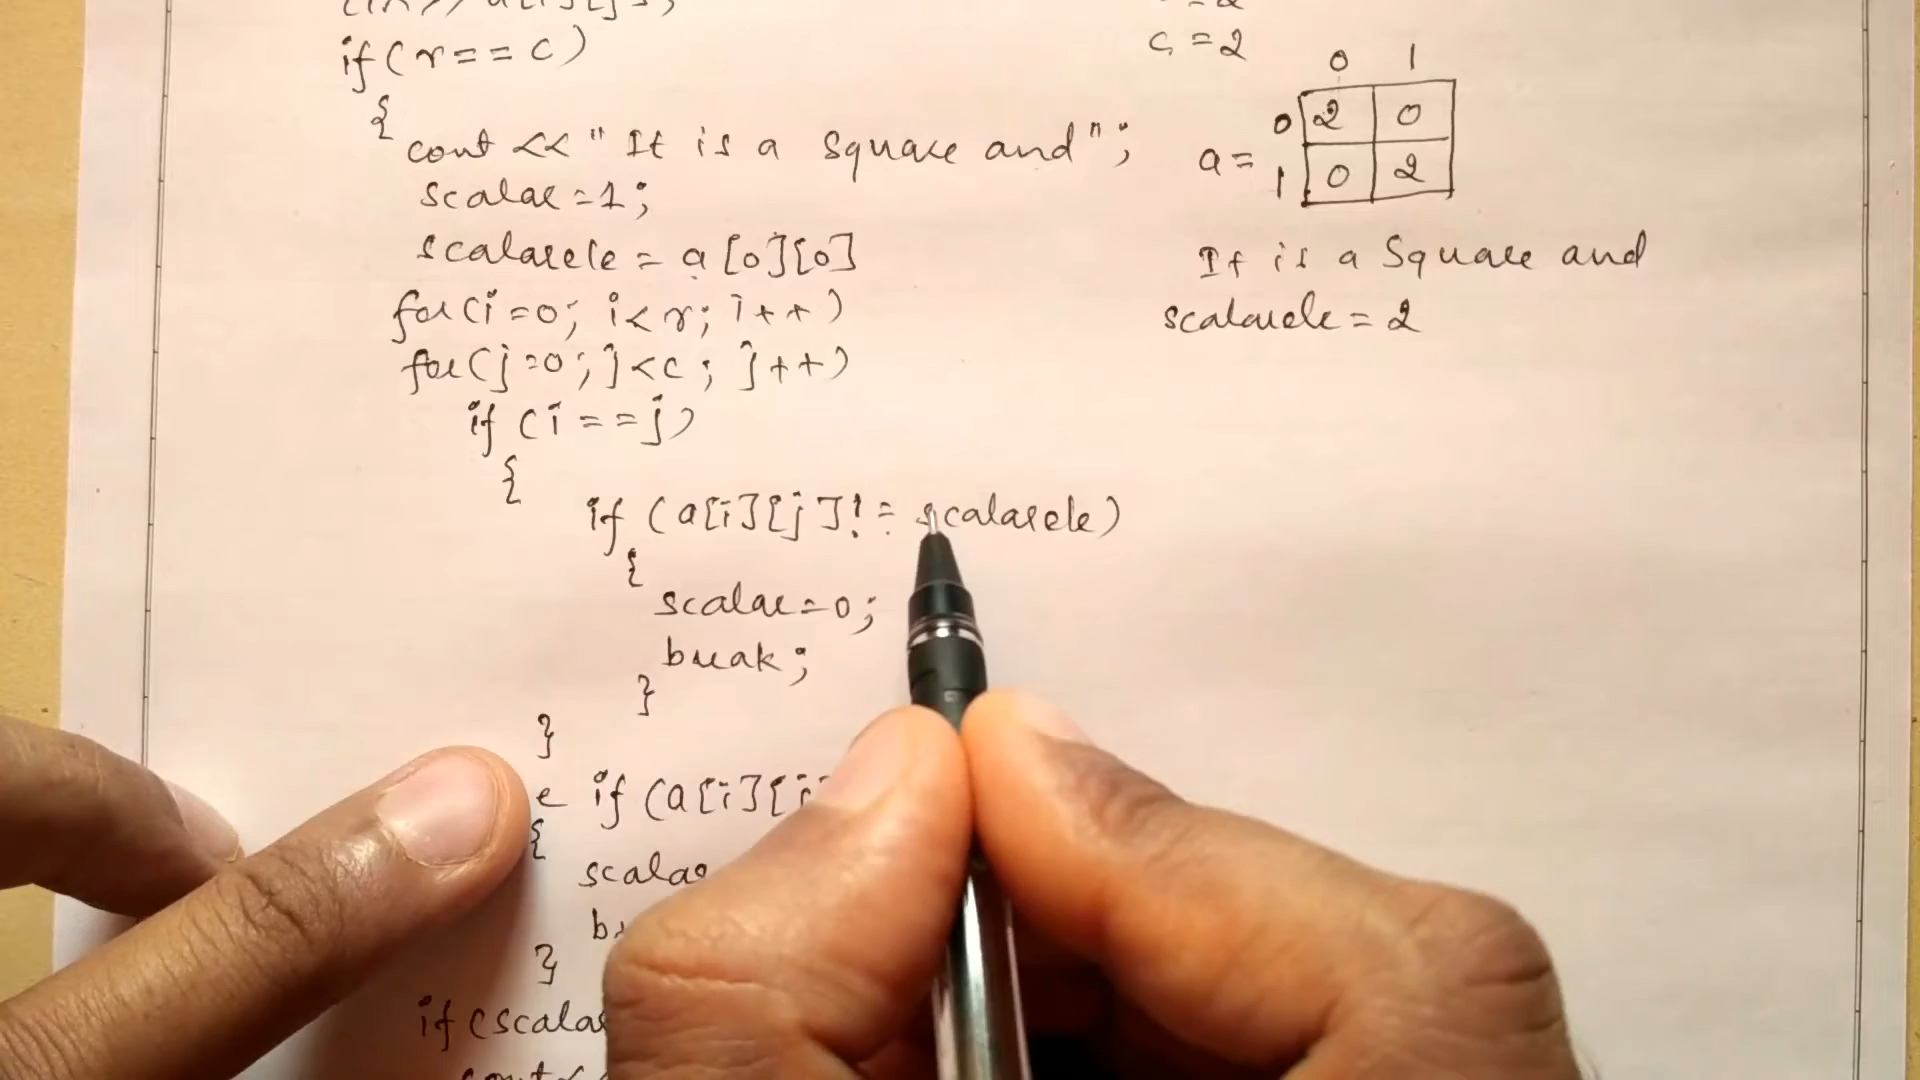 if(r==c)
{
cout<<"It is a square and";
scalar=1;
scalarele=a[0][0]
for(i=0; i<r; i++)
for(j=0; j<c; j++)
if(i==j)
{
if(a[i][j]!=scalarele)
{
scalar=0;
break;
}
}
e if(a[i][j]
{
scala
b
}
if(scalar
cout<
c=2
0 1
0 2 0
a=
1 0 2
It is a Square and
scalarele=2